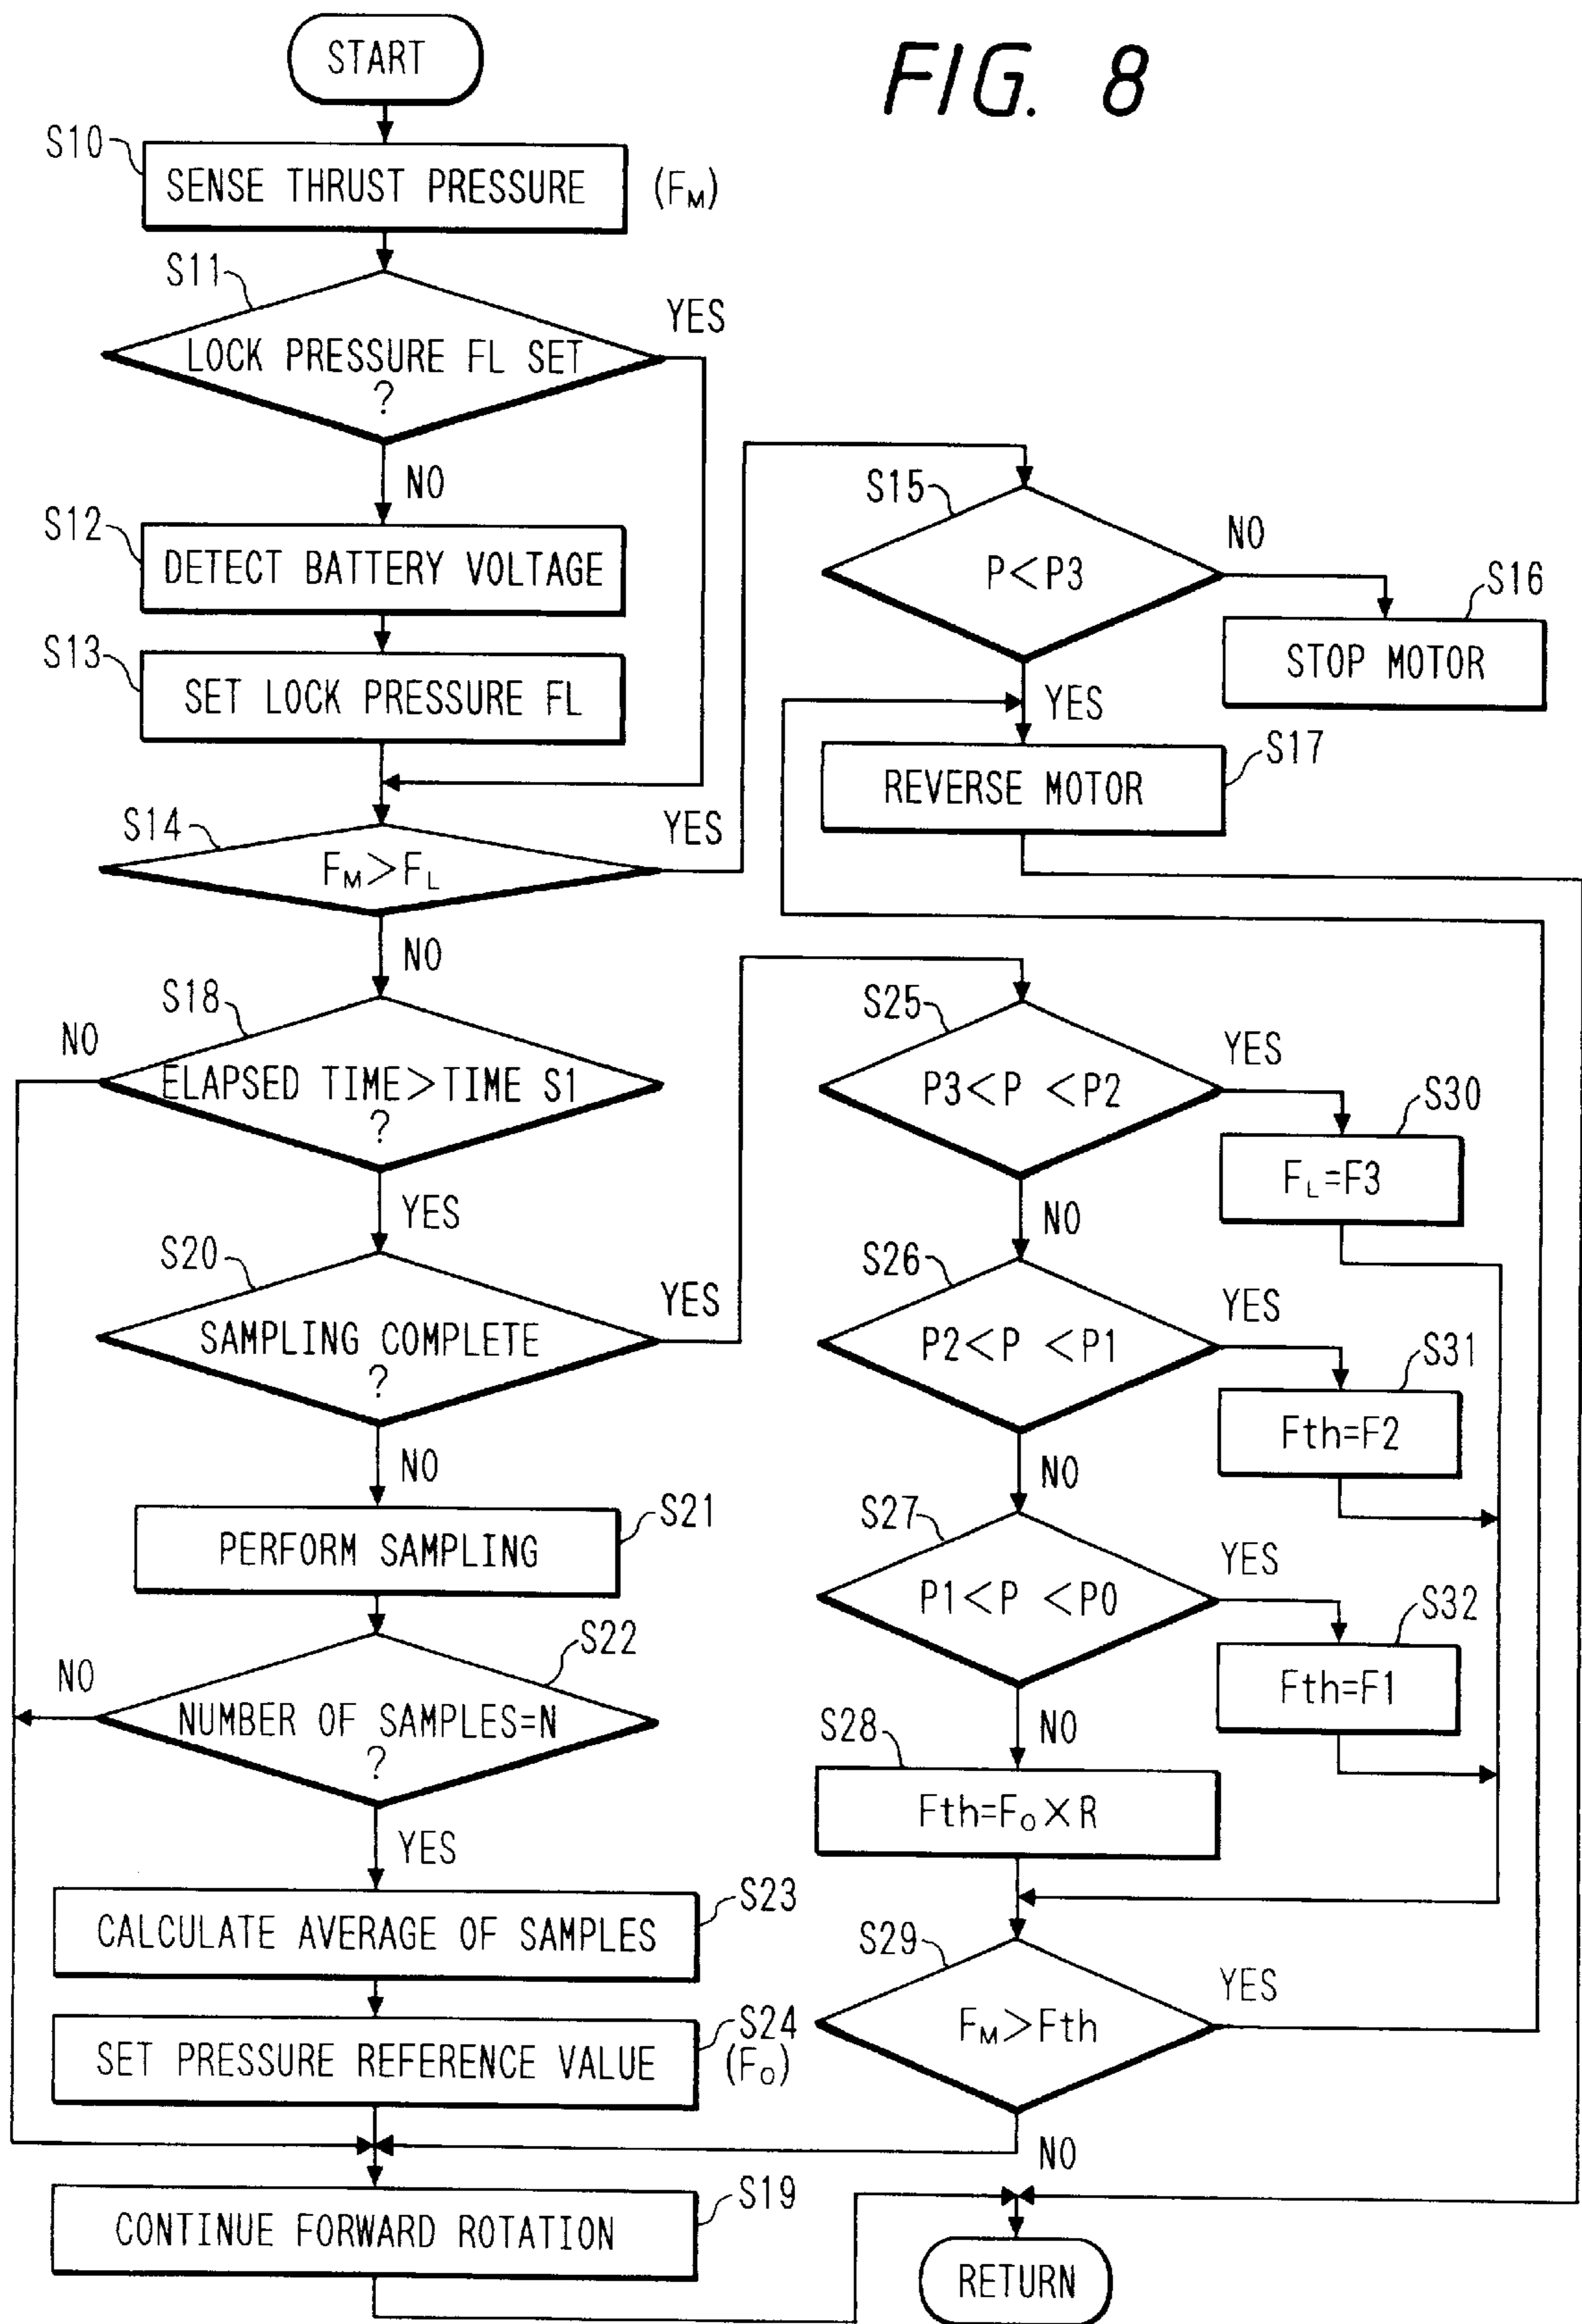 FIG. 8
START
S10
SENSE THRUST PRESSURE (FM)
S11
LOCK PRESSURE FL SET
?
YES
NO
S12
DETECT BATTERY VOLTAGE
S13
SET LOCK PRESSURE FL
S14
FM>FL
YES
NO
S15
P<P3
NO
S16
STOP MOTOR
YES
S17
REVERSE MOTOR
S18
NO
ELAPSED TIME>TIME S1
?
YES
S20
SAMPLING COMPLETE
?
YES
NO
S21
PERFORM SAMPLING
S22
NO
NUMBER OF SAMPLES=N
?
YES
S23
CALCULATE AVERAGE OF SAMPLES
S24
SET PRESSURE REFERENCE VALUE (FO)
S25
P3<P <P2
YES
S30
FL=F3
NO
S26
P2<P <P1
YES
S31
Fth=F2
NO
S27
P1<P <P0
YES
S32
Fth=F1
NO
S28
Fth=FO×R
S29
FM>Fth
YES
NO
S19
CONTINUE FORWARD ROTATION
RETURN